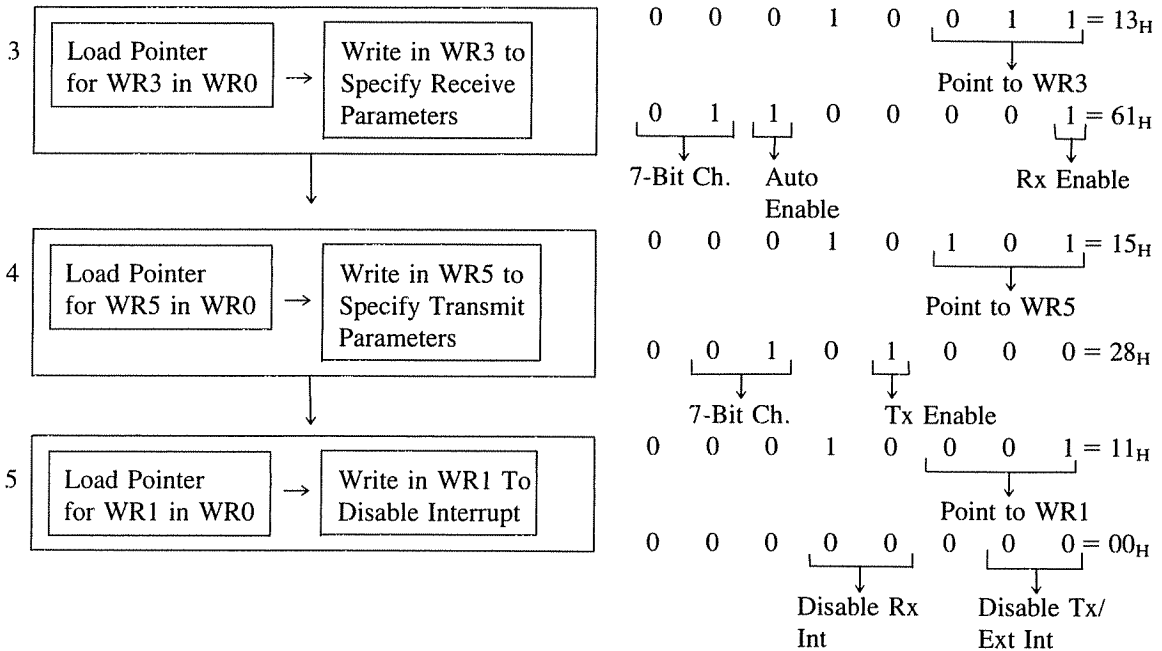 3
Load Pointer
for WR3 in WR0
→
Write in WR3 to
Specify Receive
Parameters
0 0 0 1 0 0 1 1 = 13H
Point to WR3
0 1 1 0 0 0 0 1 = 61H
7-Bit Ch.
Auto
Enable
Rx Enable
4
Load Pointer
for WR5 in WR0
→
Write in WR5 to
Specify Transmit
Parameters
0 0 0 1 0 1 0 1 = 15H
Point to WR5
0 0 1 0 1 0 0 0 = 28H
7-Bit Ch.
Tx Enable
5
Load Pointer
for WR1 in WR0
→
Write in WR1 To
Disable Interrupt
0 0 0 1 0 0 0 1 = 11H
Point to WR1
0 0 0 0 0 0 0 0 = 00H
Disable Rx
Int
Disable Tx/
Ext Int